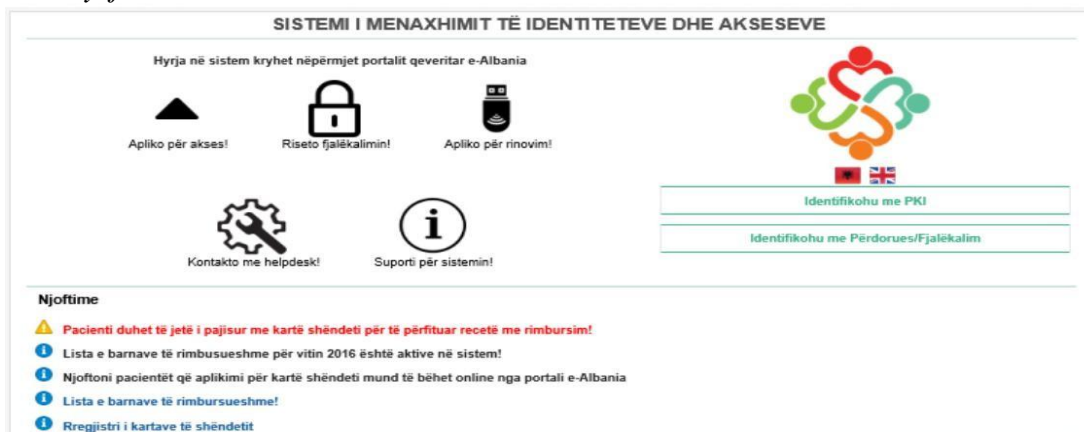 SISTEMI I MENAXHIMIT TË IDENTITETEVE DHE AKSESEVE
Hyrja në sistem kryhet nëpërmjet portalit qeveritar e-Albania
Apliko për akses!
Riseto fjalëkalimin!
Apliko për rinovim!
Kontakto me helpdesk!
Suporti për sistemin!
Identifikohu me PKI
Identifikohu me Përdorues/Fjalëkalim
Njoftime
Pacienti duhet të jetë i pajisur me kartë shëndeti për të përfituar recetë me rimbursim!
Lista e barnave të rimbusueshme për vitin 2016 është aktive në sistem!
Njoftoni pacientët që aplikimi për kartë shëndeti mund të bëhet online nga portali e-Albania
Lista e barnave të rimbursueshme!
Rregjistri i kartave të shëndetit